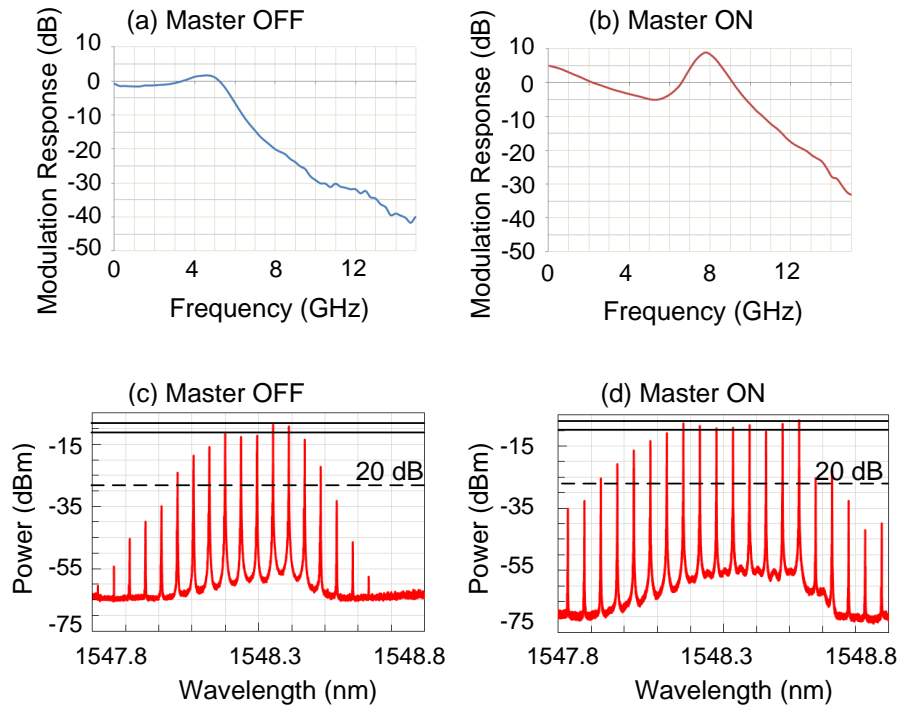 (a) Master OFF
Modulation Response (dB)
10
0
-10
-20
-30
-40
-50
0
4
8
12
Frequency (GHz)
(b) Master ON
Modulation Response (dB)
10
0
-10
-20
-30
-40
-50
0
4
8
12
Frequency (GHz)
(c) Master OFF
Power (dBm)
-15
-35
-55
-75
20 dB
1547.8
1548.3
1548.8
Wavelength (nm)
(d) Master ON
Power (dBm)
-15
-35
-55
-75
20 dB
1547.8
1548.3
1548.8
Wavelength (nm)